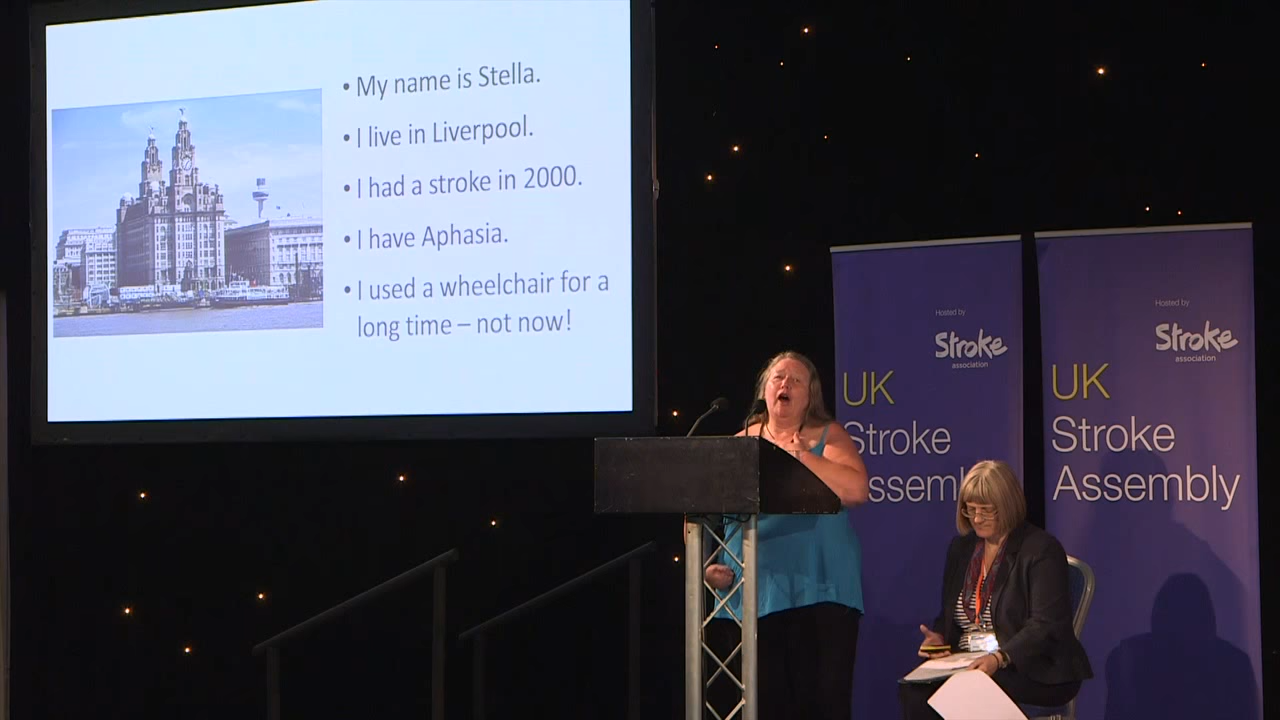 • My name is Stella.
• I live in Liverpool.
• I had a stroke in 2000.
• I have Aphasia.
• I used a wheelchair for a
long time – not now!
Hosted by
Stroke
association
UK
Stroke
Assem
Hosted by
Stroke
association
UK
Stroke
Assembly